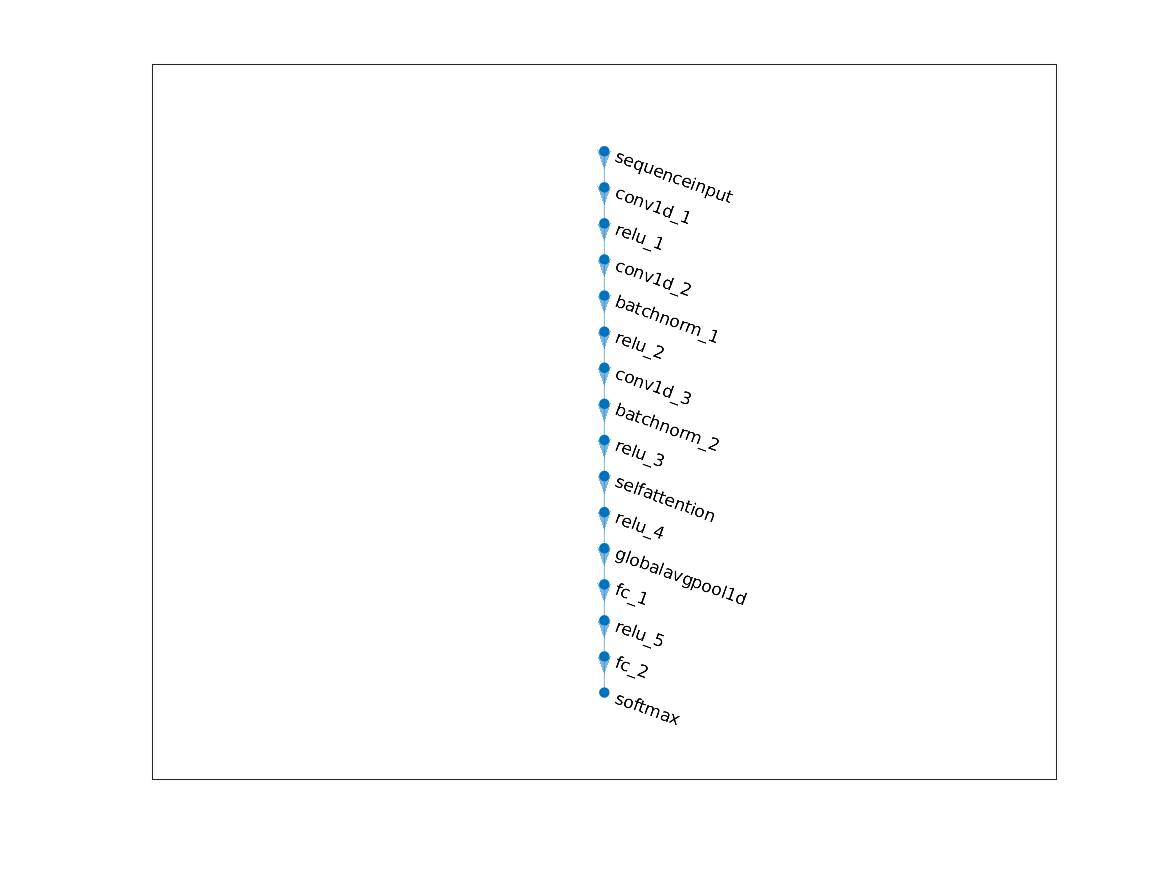 sequenceinput
conv1d_1
relu_1
conv1d_2
batchnorm_1
relu_2
conv1d_3
batchnorm_2
relu_3
selfattention
relu_4
globalavgpool1d
fc_1
relu_5
fc_2
softmax